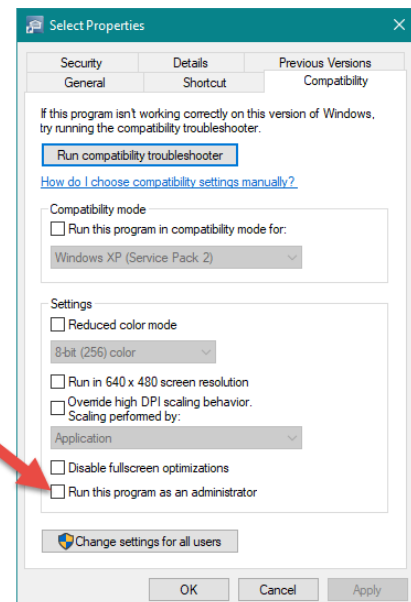 Select Properties
Security Details Previous Versions
General Shortcut Compatibility
If this program isn't working correctly on this version of Windows,
try running the compatibility troubleshooter.
Run compatibility troubleshooter
How do I choose compatibility settings manually?
Compatibility mode
Run this program in compatibility mode for:
Windows XP (Service Pack 2)
Settings
Reduced color mode
8-bit (256) color
Run in 640 x 480 screen resolution
Override high DPI scaling behavior.
Scaling performed by:
Application
Disable fullscreen optimizations
Run this program as an administrator
Change settings for all users
OK Cancel Apply